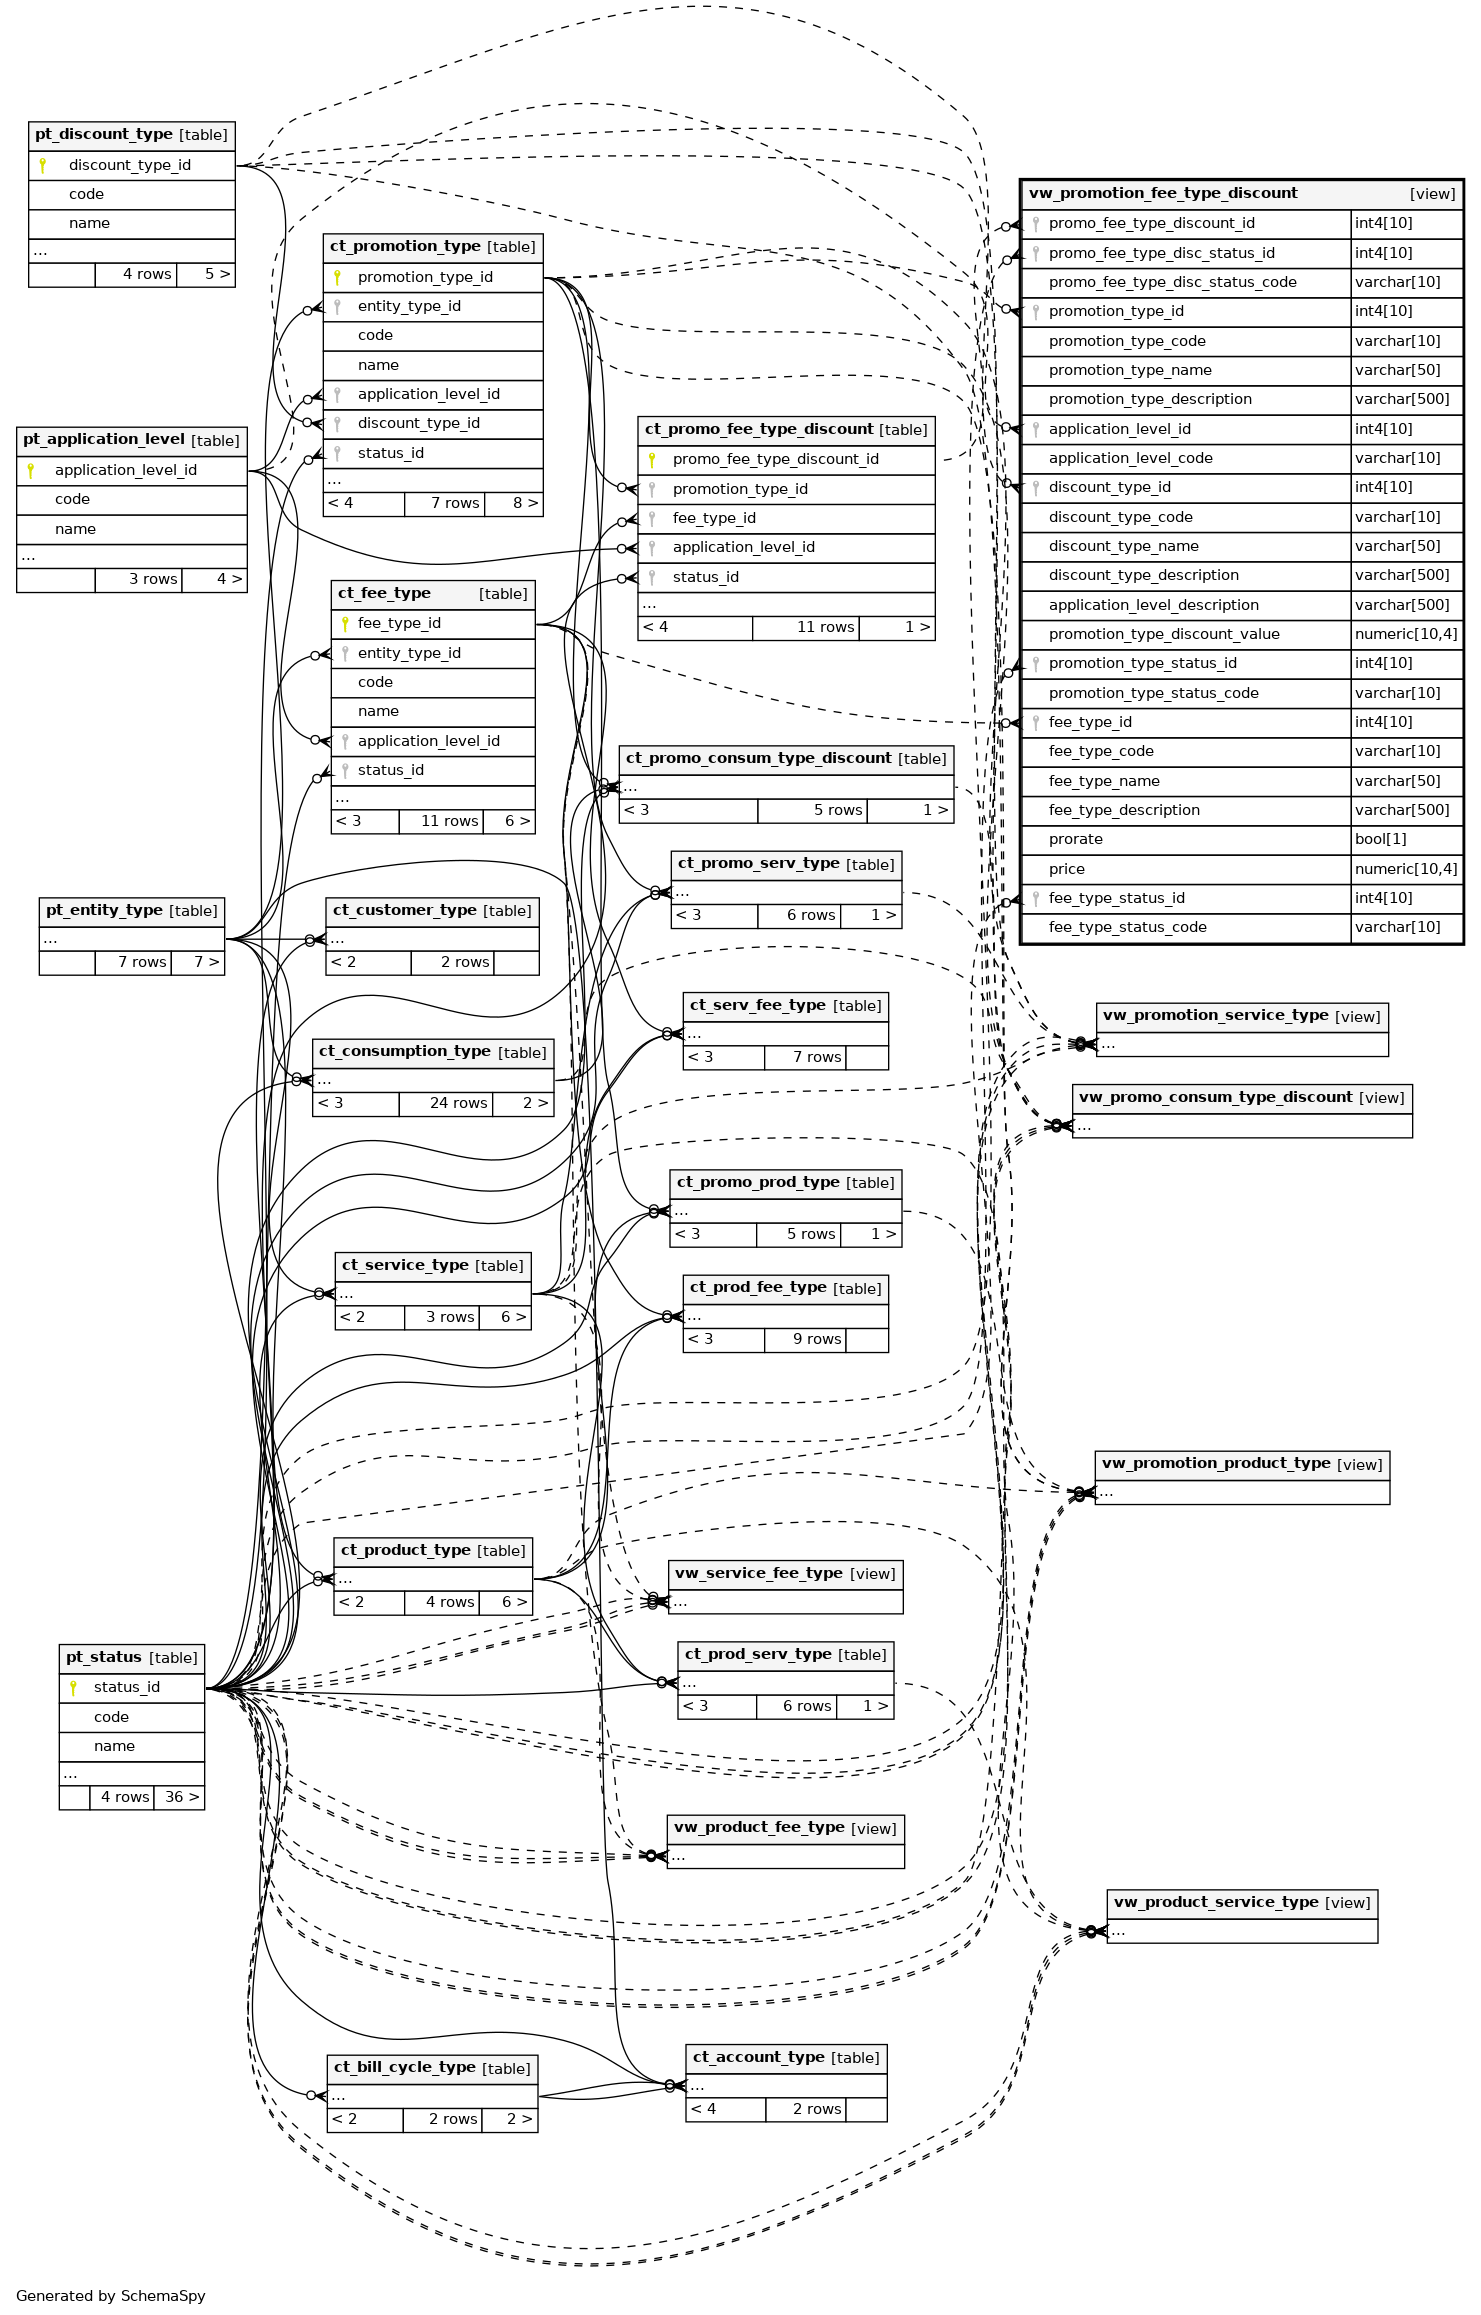 pt_discount_type [table]
discount_type_id
code
name
...
4 rows 5 >
ct_promotion_type [table]
promotion_type_id
entity_type_id
code
name
application_level_id
discount_type_id
status_id
...
< 4 7 rows 8 >
pt_application_level [table]
application_level_id
code
name
...
3 rows 4 >
ct_fee_type [table]
fee_type_id
entity_type_id
code
name
application_level_id
status_id
...
< 3 11 rows 6 >
ct_promo_fee_type_discount [table]
promo_fee_type_discount_id
promotion_type_id
fee_type_id
application_level_id
status_id
...
< 4 11 rows 1 >
vw_promotion_fee_type_discount [view]
promo_fee_type_discount_id int4[10]
promo_fee_type_disc_status_id int4[10]
promo_fee_type_disc_status_code varchar[10]
promotion_type_id int4[10]
promotion_type_code varchar[10]
promotion_type_name varchar[50]
promotion_type_description varchar[500]
application_level_id int4[10]
application_level_code varchar[10]
discount_type_id int4[10]
discount_type_code varchar[10]
discount_type_name varchar[50]
discount_type_description varchar[500]
application_level_description varchar[500]
promotion_type_discount_value numeric[10,4]
promotion_type_status_id int4[10]
promotion_type_status_code varchar[10]
fee_type_id int4[10]
fee_type_code varchar[10]
fee_type_name varchar[50]
fee_type_description varchar[500]
prorate bool[1]
price numeric[10,4]
fee_type_status_id int4[10]
fee_type_status_code varchar[10]
ct_promo_consum_type_discount [table]
...
< 3 5 rows 1 >
ct_promo_serv_type [table]
...
< 3 6 rows 1 >
pt_entity_type [table]
...
7 rows 7 >
ct_customer_type [table]
...
< 2 2 rows
ct_serv_fee_type [table]
...
< 3 7 rows
vw_promotion_service_type [view]
...
ct_consumption_type [table]
...
< 3 24 rows 2 >
vw_promo_consum_type_discount [view]
...
ct_promo_prod_type [table]
...
< 3 5 rows 1 >
ct_service_type [table]
...
< 2 3 rows 6 >
ct_prod_fee_type [table]
...
< 3 9 rows
vw_promotion_product_type [view]
...
ct_product_type [table]
...
< 2 4 rows 6 >
vw_service_fee_type [view]
...
pt_status [table]
status_id
code
name
...
4 rows 36 >
ct_prod_serv_type [table]
...
< 3 6 rows 1 >
vw_product_fee_type [view]
...
vw_product_service_type [view]
...
ct_bill_cycle_type [table]
...
< 2 2 rows 2 >
ct_account_type [table]
...
< 4 2 rows
Generated by SchemaSpy